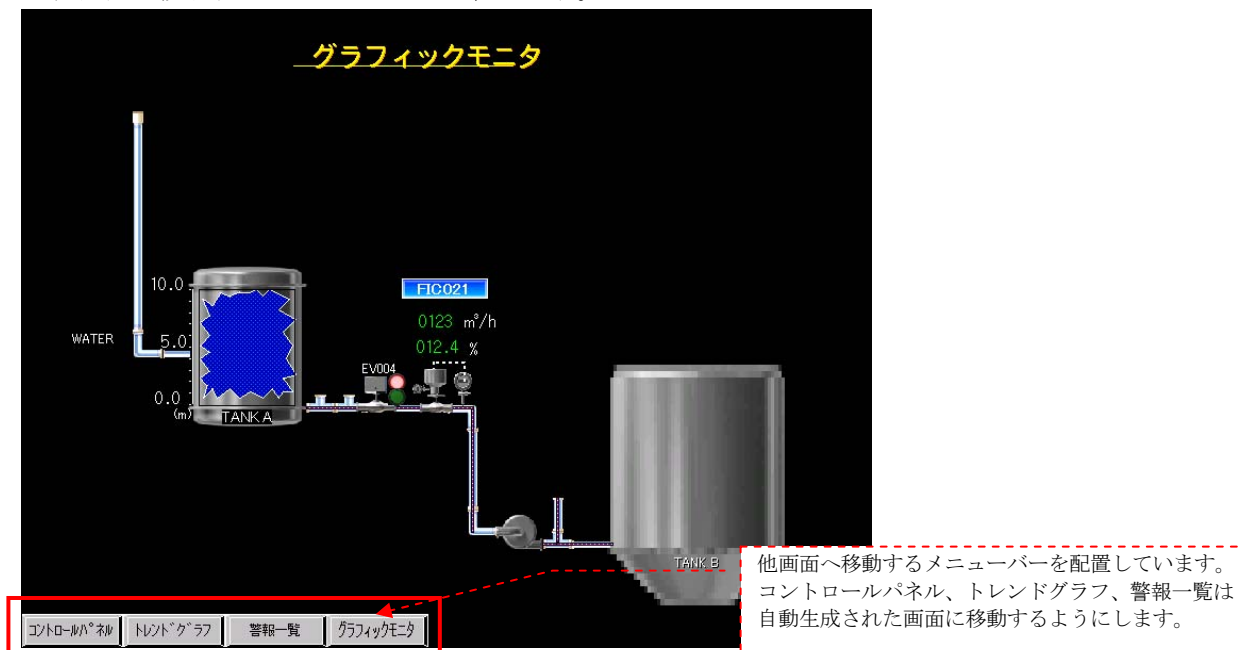 グラフィックモニタ
10.0
FIC021
0123 m³/h
WATER
5.0
012.4 %
EV004
0.0
(m)
TANK A
TANK B
他画面へ移動するメニューバーを配置しています。
コントロールパネル、トレンドグラフ、警報一覧は
自動生成された画面に移動するようにします。
ｺﾝﾄﾛｰﾙﾊﾟﾈﾙ ﾄﾚﾝﾄﾞｸﾞﾗﾌ 警報一覧 ｸﾞﾗﾌｨｯｸﾓﾆﾀ